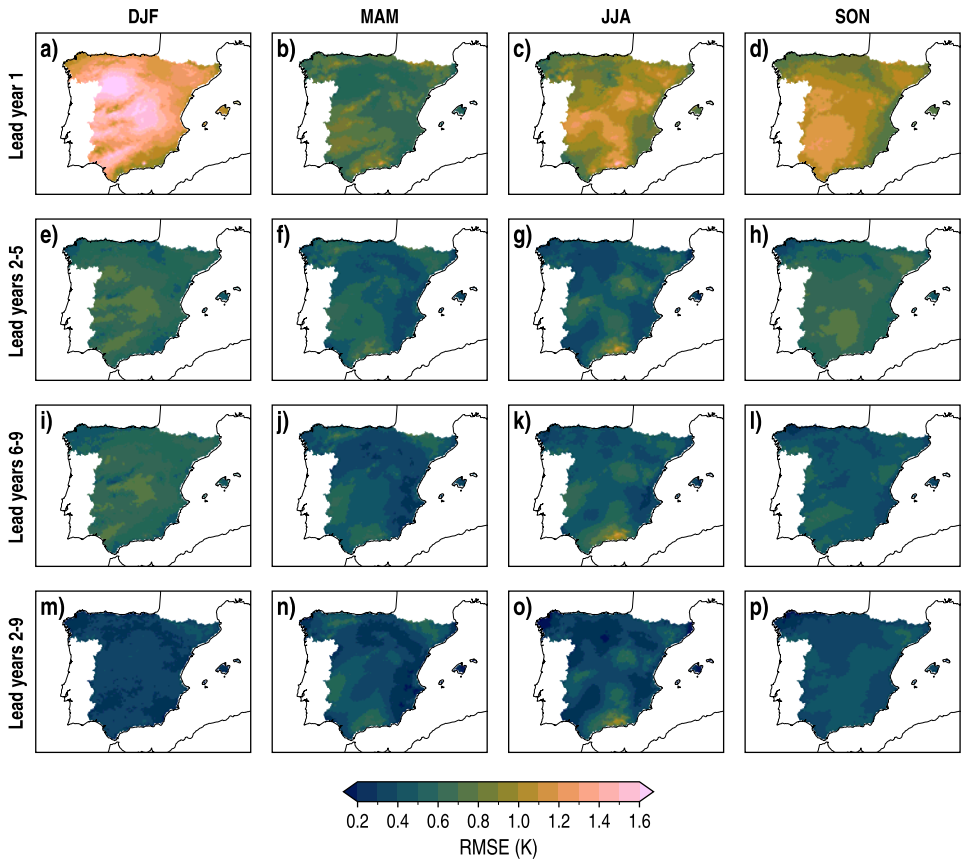 DJF MAM JJA SON
Lead year 1
a) b) c) d)
Lead years 2-5
e) f) g) h)
Lead years 6-9
i) j) k) l)
Lead years 2-9
m) n) o) p)
0.2 0.4 0.6 0.8 1.0 1.2 1.4 1.6
RMSE (K)